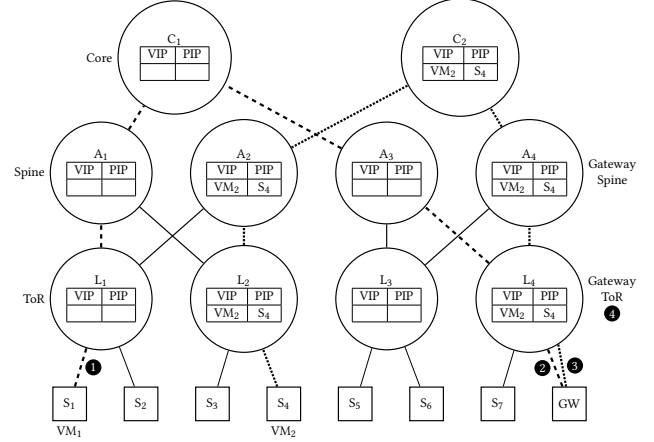 C1
VIP PIP
C2
VIP PIP
VM2 S4
Core
A1
VIP PIP
A2
VIP PIP
VM2 S4
A3
VIP PIP
A4
VIP PIP
VM2 S4
Spine
Gateway
Spine
L1
VIP PIP
L2
VIP PIP
VM2 S4
L3
VIP PIP
L4
VIP PIP
VM2 S4
ToR
Gateway
ToR
4
1
2
3
S1
S2
S3
S4
S5
S6
S7
GW
VM1
VM2